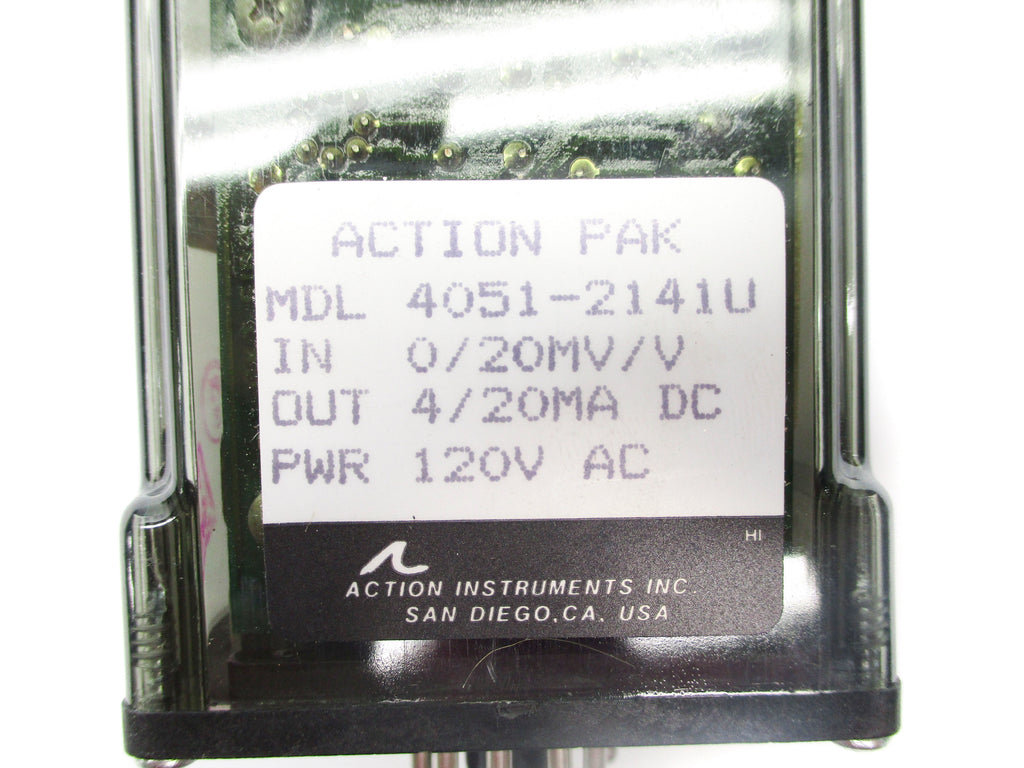 ACTION PAK
MDL 4051-2141U
IN 0/20MV/V
OUT 4/20MA DC
PWR 120V AC
HI
ACTION INSTRUMENTS INC.
SAN DIEGO, CA. USA